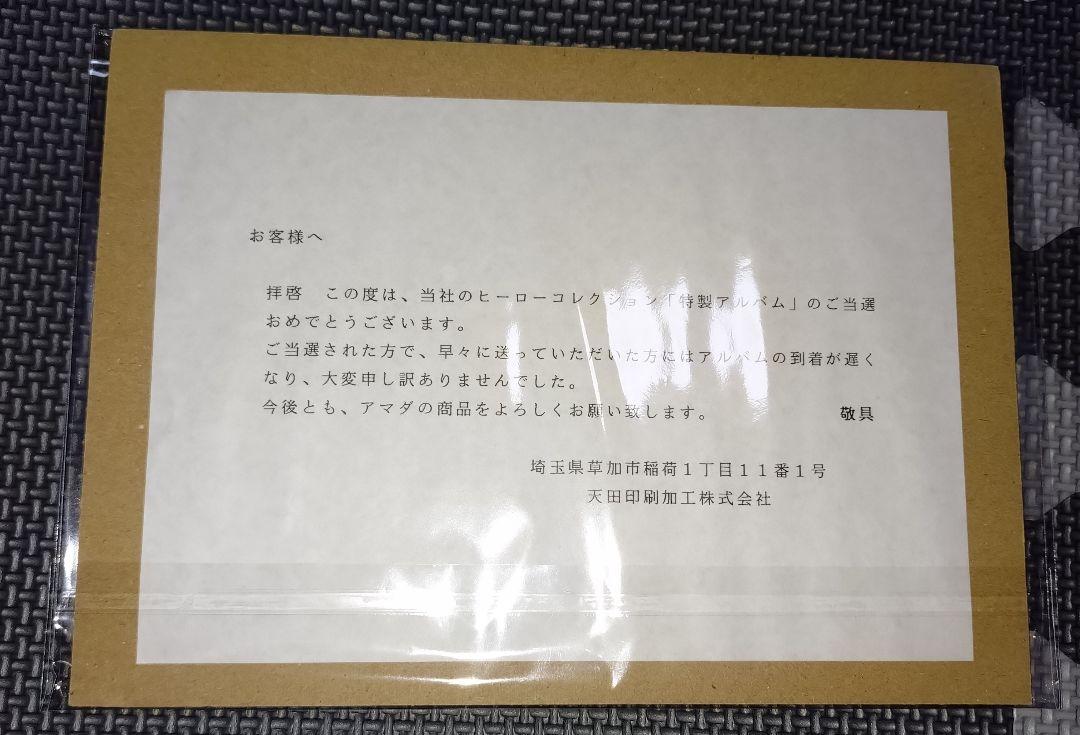 お客様へ
拝啓　この度は、当社のヒーローコレクション「特製アルバム」のご当選
おめでとうございます。
ご当選された方で、早々に送っていただいた方にはアルバムの到着が遅く
なり、大変申し訳ありませんでした。
今後とも、アマダの商品をよろしくお願い致します。　敬具
埼玉県草加市稲荷１丁目１１番１号
天田印刷加工株式会社